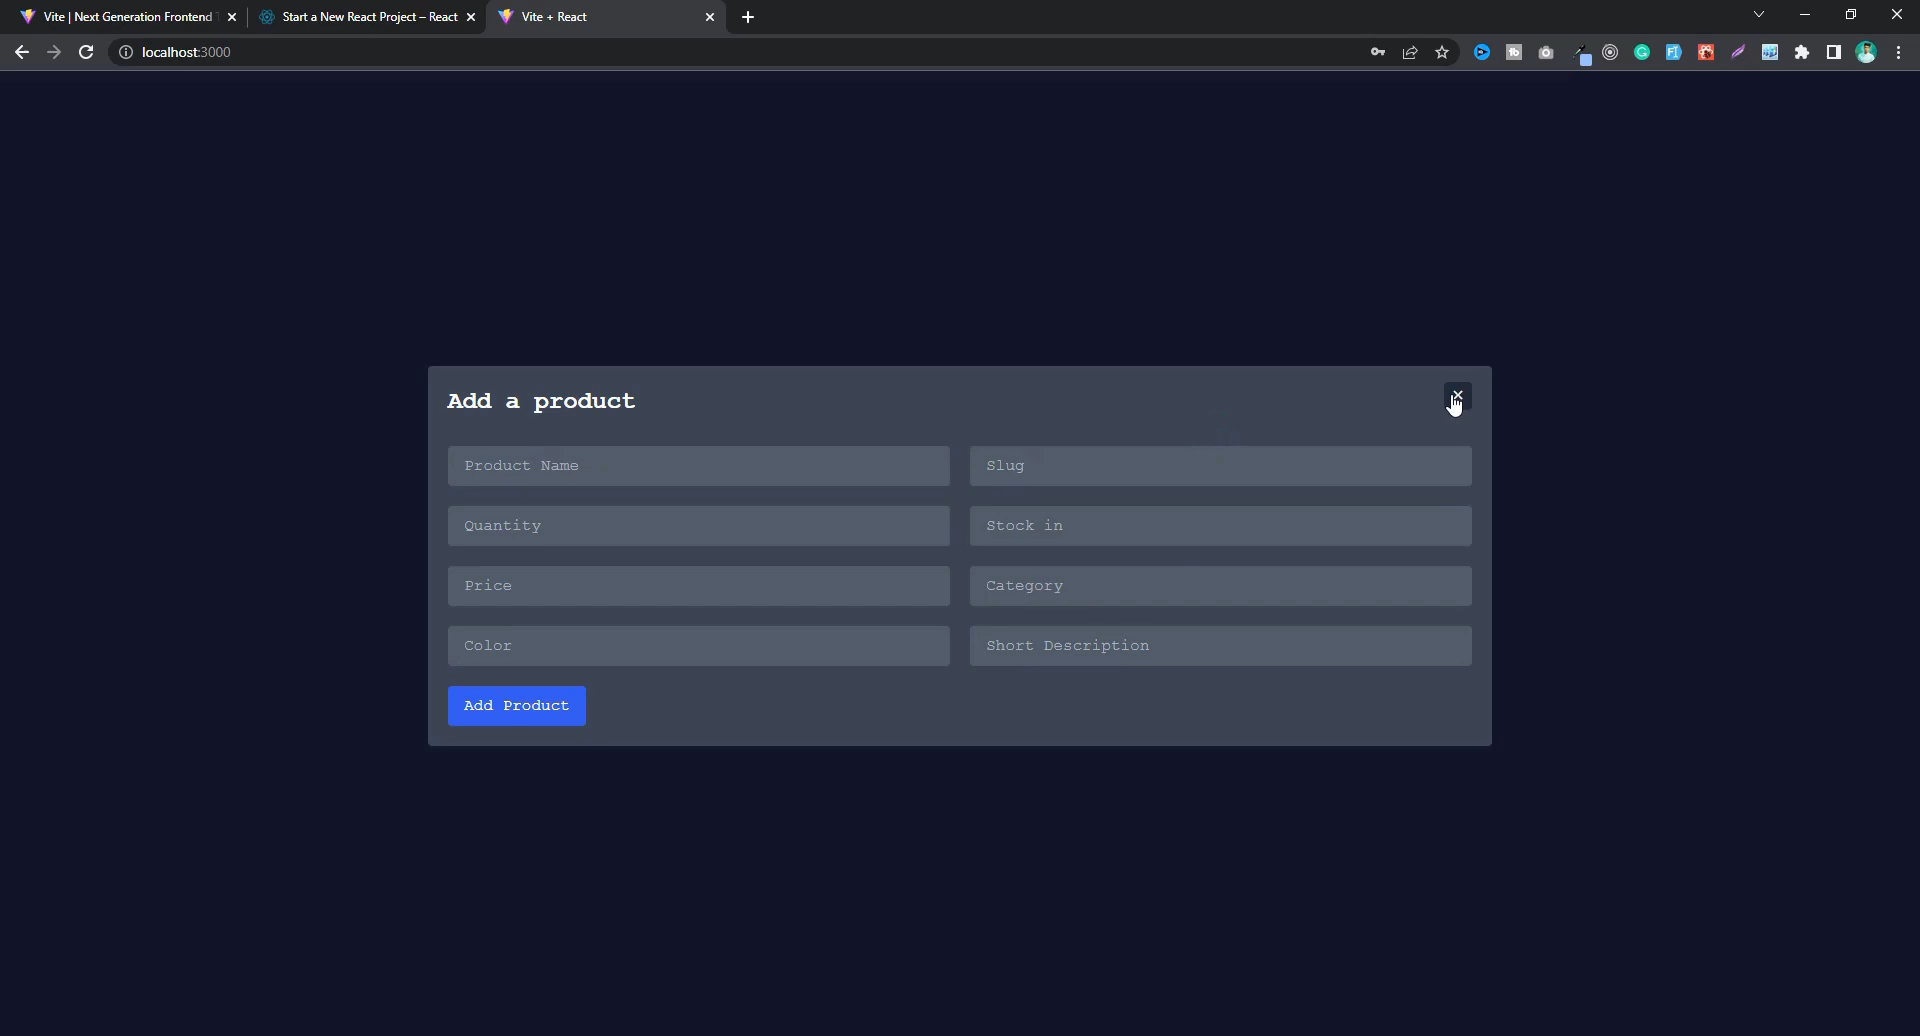 Vite | Next Generation Frontend
Start a New React Project – React
Vite + React
localhost:3000
Add a product
Product Name
Slug
Quantity
Stock in
Price
Category
Color
Short Description
Add Product